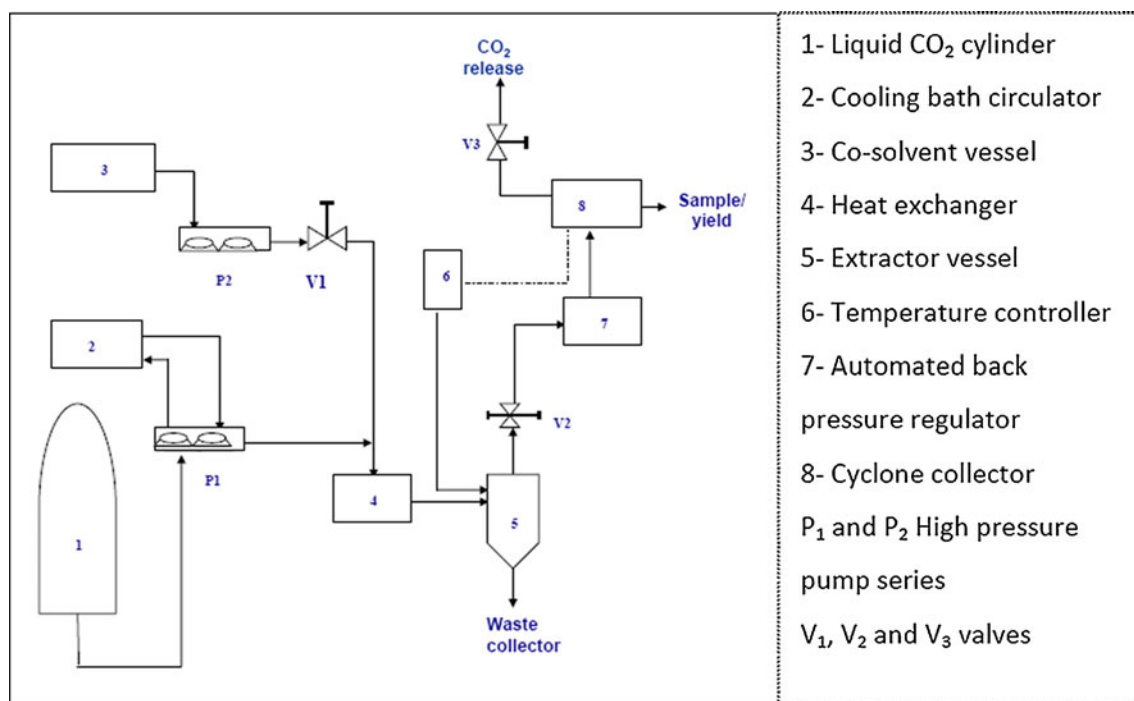 CO₂
release
V3
3
8
Sample/
yield
P2
V1
6
7
2
V2
P1
4
5
1
Waste
collector
1- Liquid CO₂ cylinder
2- Cooling bath circulator
3- Co-solvent vessel
4- Heat exchanger
5- Extractor vessel
6- Temperature controller
7- Automated back
pressure regulator
8- Cyclone collector
P₁ and P₂ High pressure
pump series
V₁, V₂ and V₃ valves